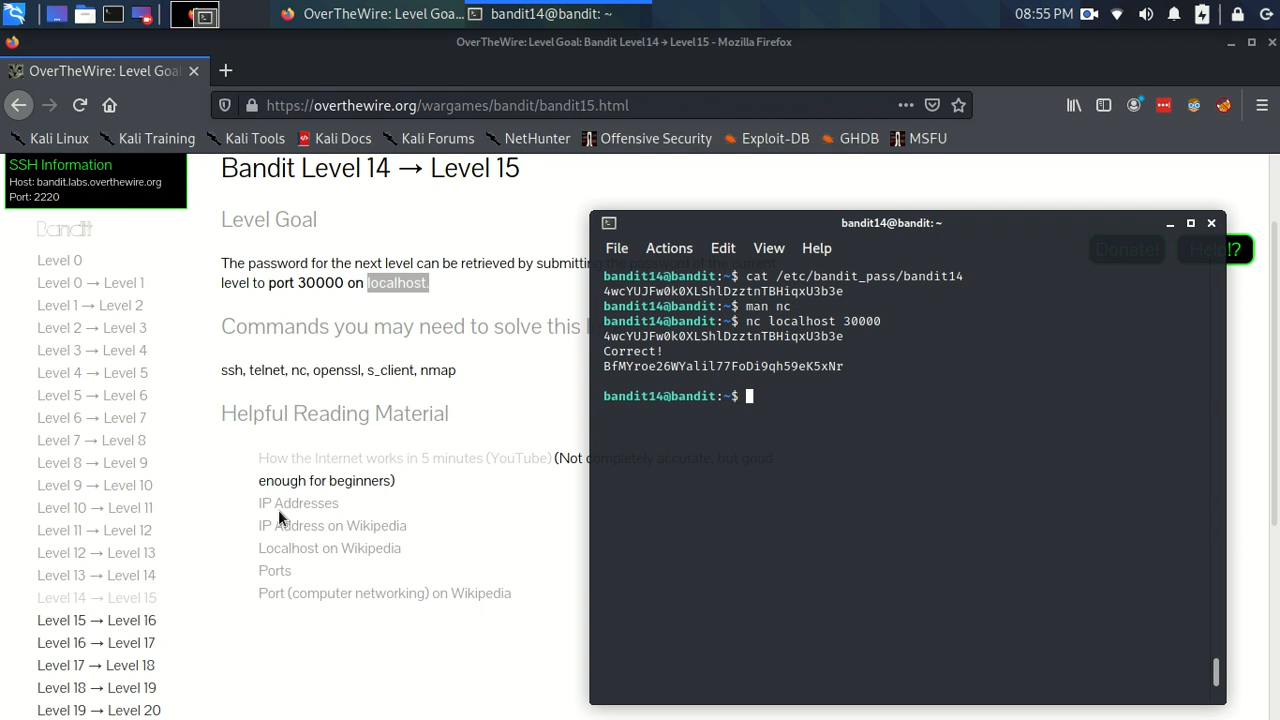 OverTheWire: Level Goa...
bandit14@bandit: ~
08:55 PM
OverTheWire: Level Goal: Bandit Level 14 → Level 15 - Mozilla Firefox
OverTheWire: Level Goal
https://overthewire.org/wargames/bandit/bandit15.html
Kali Linux
Kali Training
Kali Tools
Kali Docs
Kali Forums
NetHunter
Offensive Security
Exploit-DB
GHDB
MSFU
SSH Information
Host: bandit.labs.overthewire.org
Port: 2220
Bandit
Level 0
Level 0 → Level 1
Level 1 → Level 2
Level 2 → Level 3
Level 3 → Level 4
Level 4 → Level 5
Level 5 → Level 6
Level 6 → Level 7
Level 7 → Level 8
Level 8 → Level 9
Level 9 → Level 10
Level 10 → Level 11
Level 11 → Level 12
Level 12 → Level 13
Level 13 → Level 14
Level 14 → Level 15
Level 15 → Level 16
Level 16 → Level 17
Level 17 → Level 18
Level 18 → Level 19
Level 19 → Level 20
Bandit Level 14 → Level 15
Level Goal
The password for the next level can be retrieved by submitting the password of the current
level to port 30000 on localhost.
Commands you may need to solve this l
ssh, telnet, nc, openssl, s_client, nmap
Helpful Reading Material
How the Internet works in 5 minutes (YouTube) (Not completely accurate, but good
enough for beginners)
IP Addresses
IP Address on Wikipedia
Localhost on Wikipedia
Ports
Port (computer networking) on Wikipedia
Donate!
Help!?
bandit14@bandit: ~
File Actions Edit View Help
bandit14@bandit:~$ cat /etc/bandit_pass/bandit14
4wcYUJFw0k0XLShlDzztnTBHiqxU3b3e
bandit14@bandit:~$ man nc
bandit14@bandit:~$ nc localhost 30000
4wcYUJFw0k0XLShlDzztnTBHiqxU3b3e
Correct!
BfMYroe26WYalil77FoDi9qh59eK5xNr
bandit14@bandit:~$